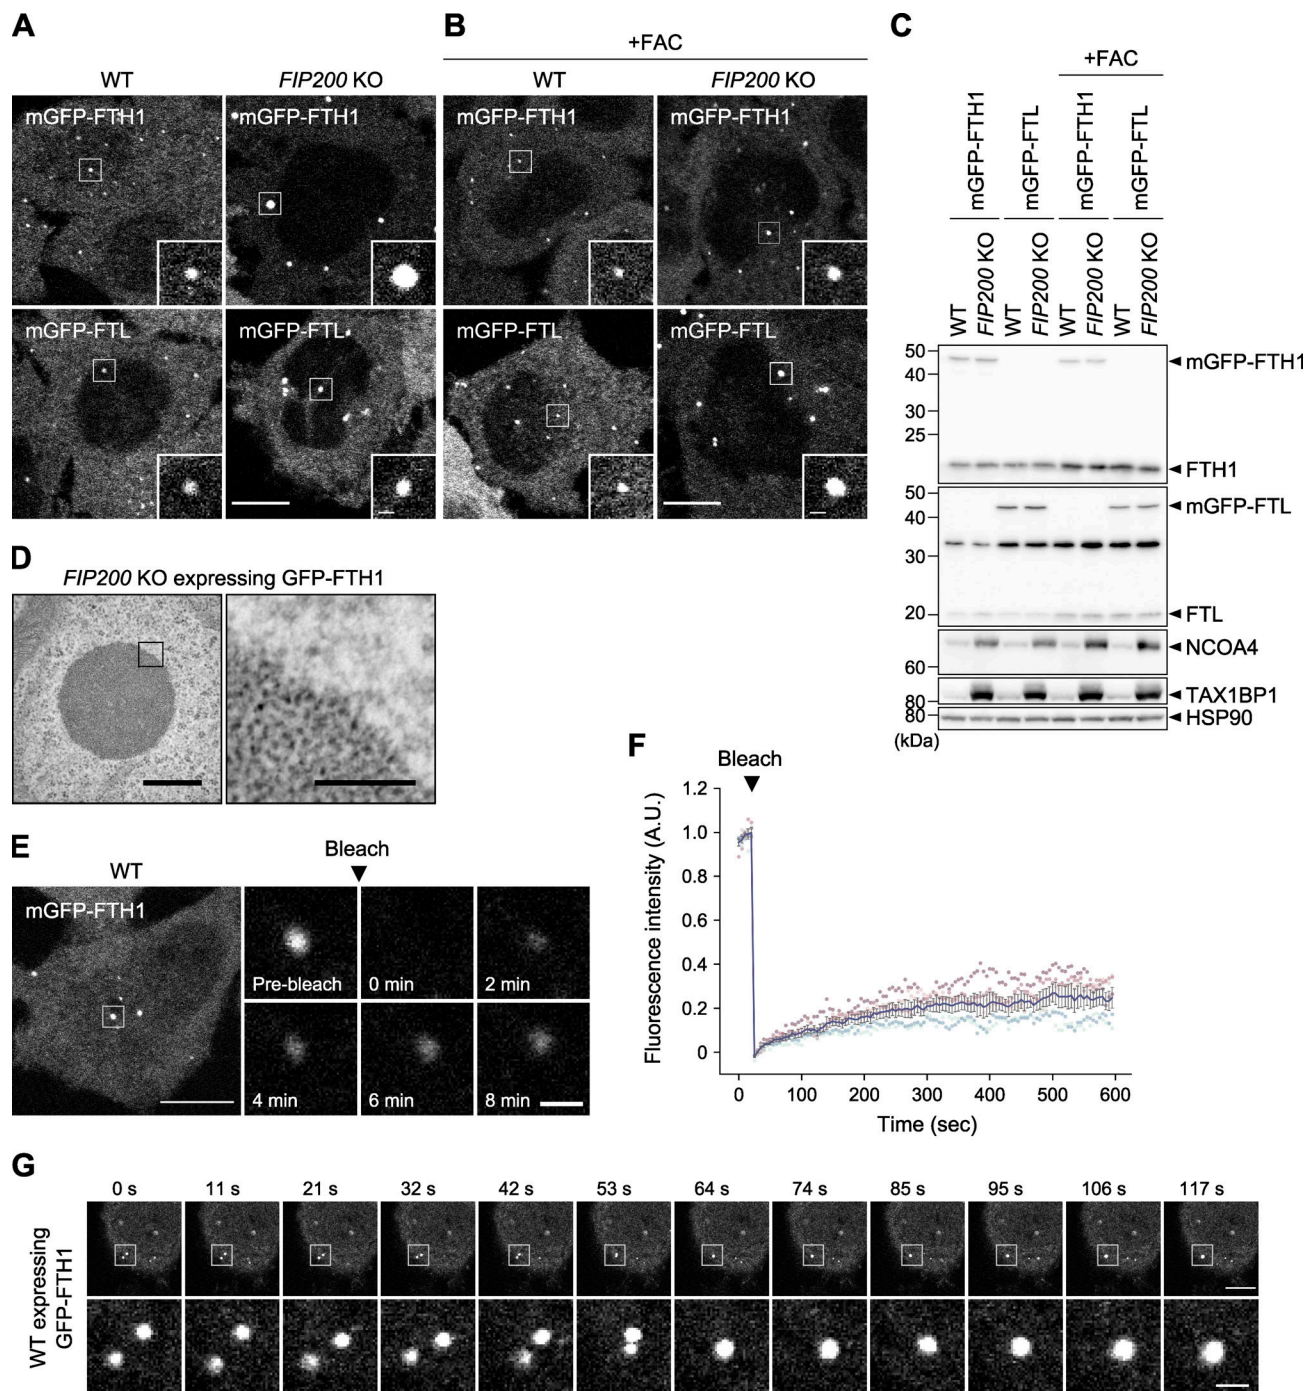 A
WT
FIP200 KO
mGFP-FTH1
mGFP-FTH1
mGFP-FTL
mGFP-FTL
B
+FAC
WT
FIP200 KO
mGFP-FTH1
mGFP-FTH1
mGFP-FTL
mGFP-FTL
C
+FAC
mGFP-FTH1
mGFP-FTL
mGFP-FTH1
mGFP-FTL
WT
FIP200 KO
WT
FIP200 KO
WT
FIP200 KO
WT
FIP200 KO
50
40
30
25
mGFP-FTH1
FTH1
50
40
30
20
mGFP-FTL
FTL
60
NCOA4
80
TAX1BP1
80
HSP90
(kDa)
D
FIP200 KO expressing GFP-FTH1
E
WT
Bleach
mGFP-FTH1
Pre-bleach
0 min
2 min
4 min
6 min
8 min
F
Bleach
Fluorescence intensity (A.U.)
1.2
1.0
0.8
0.6
0.4
0.2
0
0 100 200 300 400 500 600
Time (sec)
G
0 s 11 s 21 s 32 s 42 s 53 s 64 s 74 s 85 s 95 s 106 s 117 s
WT expressing
GFP-FTH1